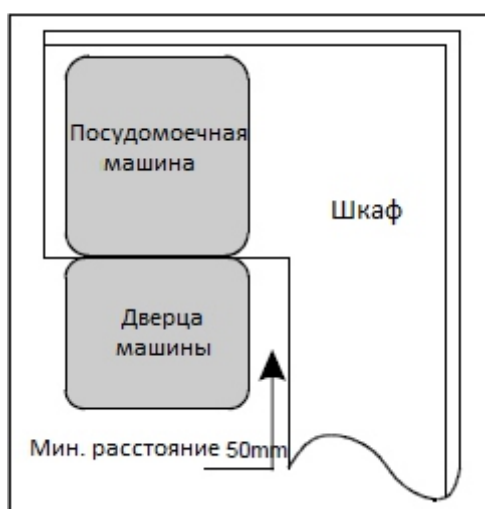 Посудомоечная
машина
Шкаф
Дверца
машины
Мин. расстояние 50mm